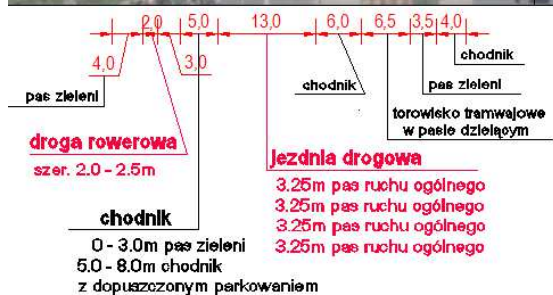 2,0 5,0 13,0 6,0 6,5 3,5 4,0
4,0 3,0
chodnik
pas zieleni
chodnik
pas zieleni
torowisko tramwajowe
w pasie dzielącym
droga rowerowa
szer. 2.0 - 2.5m
jezdnia drogowa
3.25m pas ruchu ogólnego
3.25m pas ruchu ogólnego
3.25m pas ruchu ogólnego
3.25m pas ruchu ogólnego
chodnik
0 - 3.0m pas zieleni
5.0 - 8.0m chodnik
z dopuszczonym parkowaniem